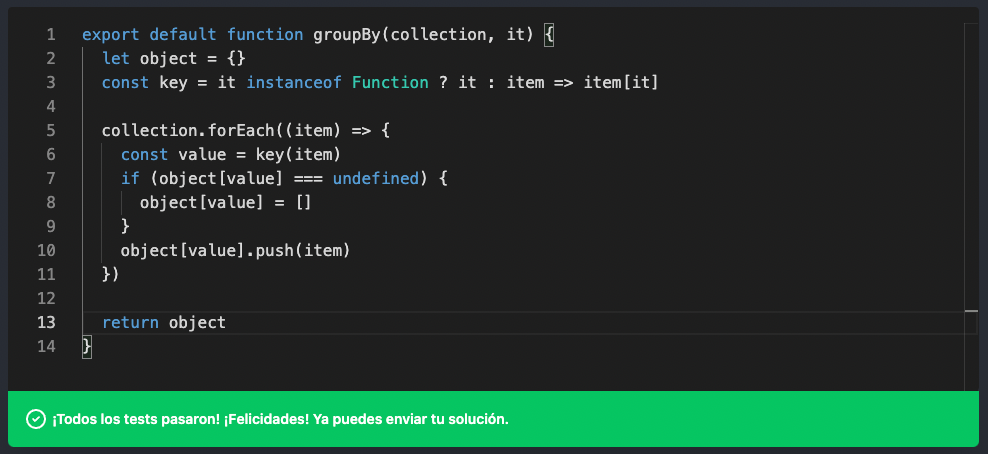 1 export default function groupBy(collection, it) {
2 let object = {}
3 const key = it instanceof Function ? it : item => item[it]
4
5 collection.forEach((item) => {
6 const value = key(item)
7 if (object[value] === undefined) {
8 object[value] = []
9 }
10 object[value].push(item)
11 })
12
13 return object
14 }
¡Todos los tests pasaron! ¡Felicidades! Ya puedes enviar tu solución.